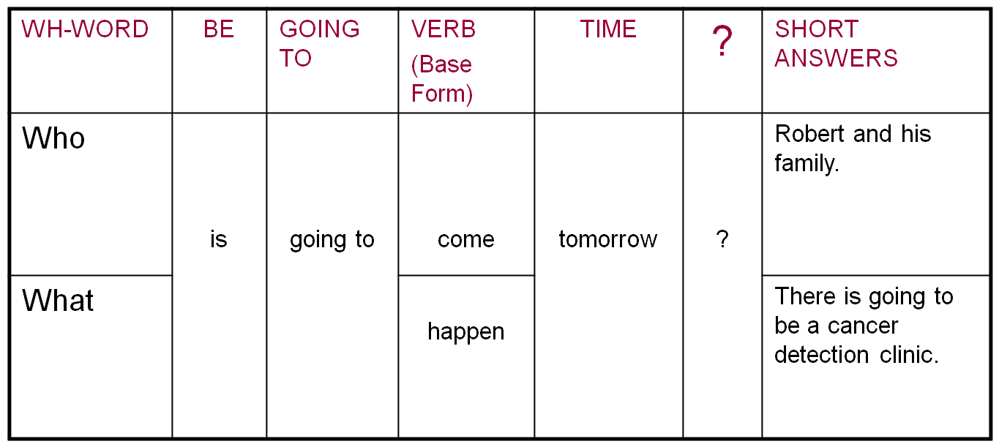 WH-WORD
BE
GOING
TO
VERB
(Base
Form)
TIME
?
SHORT
ANSWERS
Who
is
going to
come
tomorrow
?
Robert and his
family.
What
happen
There is going to
be a cancer
detection clinic.